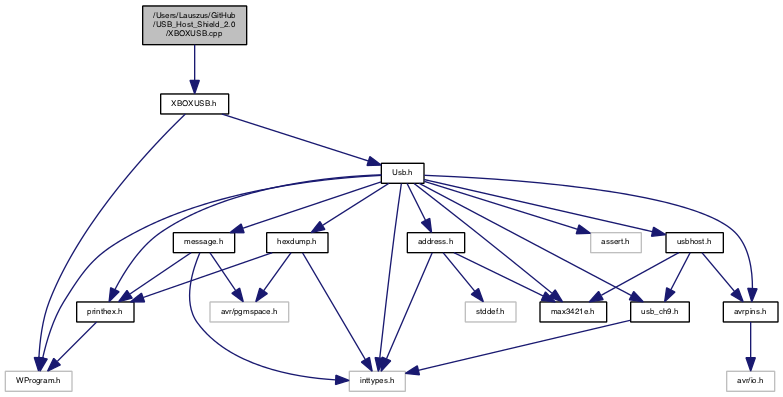 /Users/Lauszus/GitHub
/USB_Host_Shield_2.0
/XBOXUSB.cpp
XBOXUSB.h
Usb.h
message.h
hexdump.h
address.h
assert.h
usbhost.h
printhex.h
avr/pgmspace.h
stddef.h
max3421e.h
usb_ch9.h
avrpins.h
WProgram.h
inttypes.h
avr/io.h